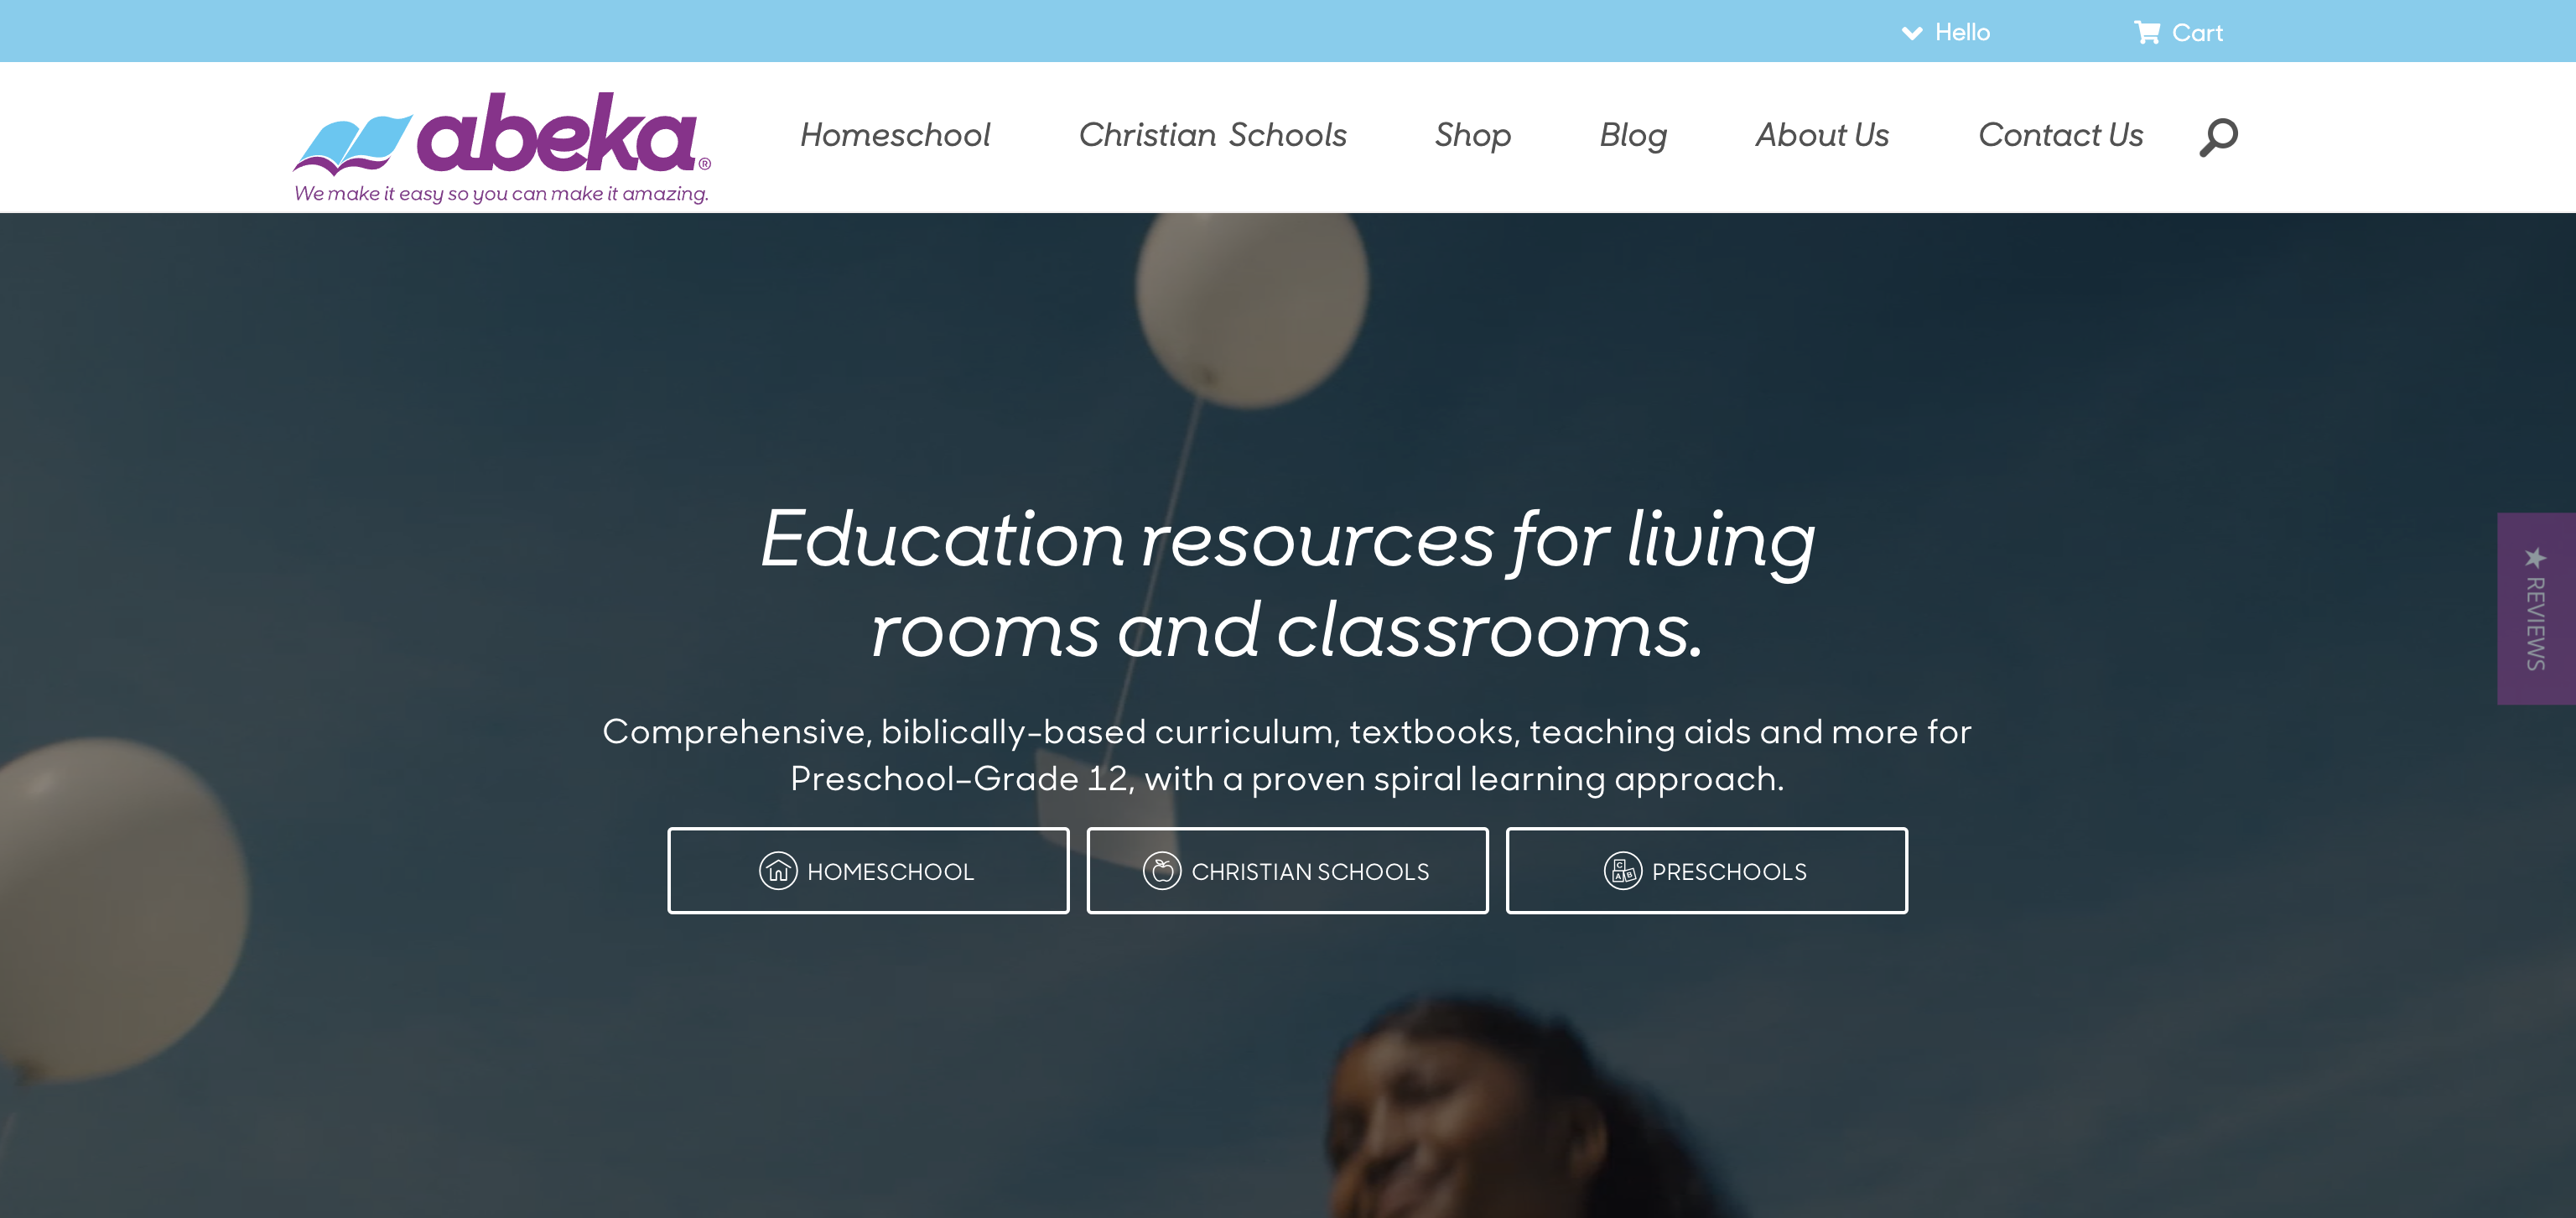 Hello
Cart
abeka®
We make it easy so you can make it amazing.
Homeschool
Christian Schools
Shop
Blog
About Us
Contact Us
Education resources for living
rooms and classrooms.
Comprehensive, biblically-based curriculum, textbooks, teaching aids and more for
Preschool–Grade 12, with a proven spiral learning approach.
HOMESCHOOL
CHRISTIAN SCHOOLS
C A B
PRESCHOOLS
★ REVIEWS